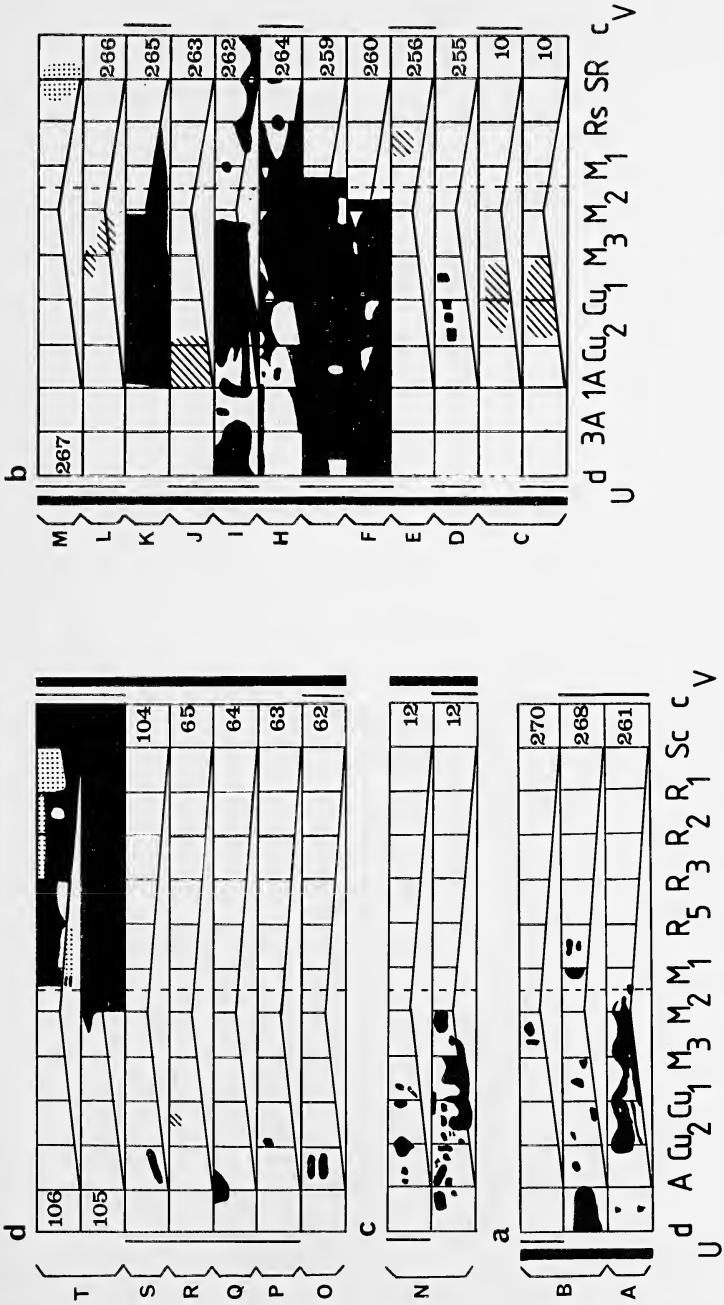 b
M 267
L 266
K 265
J 263
I 262
H 264
259
F 260
E 256
D 255
C 10
10
d 3A 1A Cu2 Cu1 M3 M2 M1 Rs SR c
U V
d
T 106
105
S 104
R 65
Q 64
P 63
O 62
c
N 12
12
a
B 270
268
A 261
d A Cu2 Cu1 M3 M2 M1 R5 R3 R2 R1 Sc c
U V